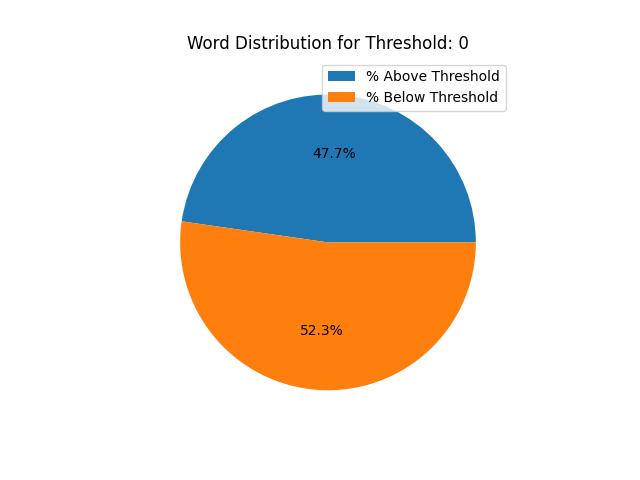 Word Distribution for Threshold: 0
% Above Threshold
% Below Threshold
47.7%
52.3%